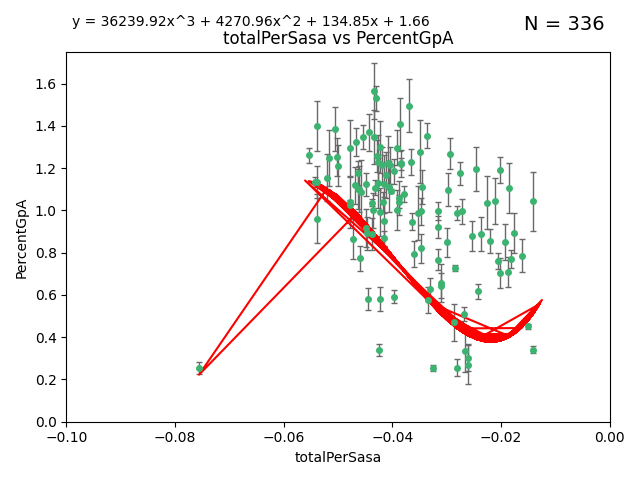 y = 36239.92x^3 + 4270.96x^2 + 134.85x + 1.66
N = 336
totalPerSasa vs PercentGpA
PercentGpA
1.6
1.4
1.2
1.0
0.8
0.6
0.4
0.2
0.0
−0.10 −0.08 −0.06 −0.04 −0.02 0.00
totalPerSasa